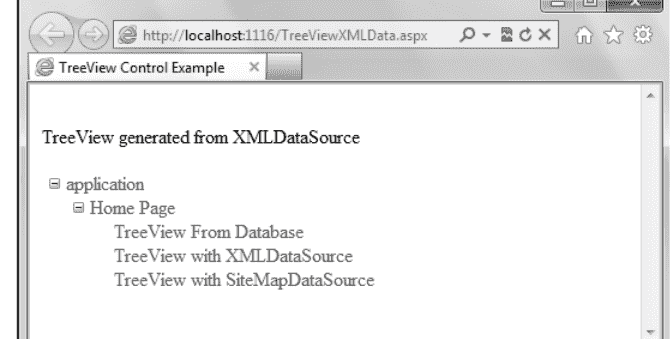 http://localhost:1116/TreeViewXMLData.aspx
TreeView Control Example
TreeView generated from XMLDataSource
application
Home Page
TreeView From Database
TreeView with XMLDataSource
TreeView with SiteMapDataSource